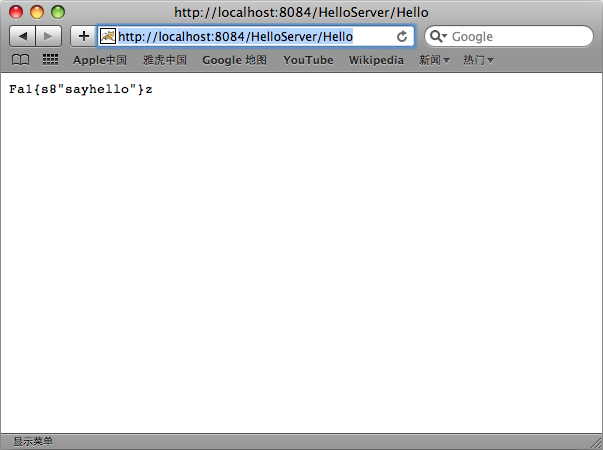 http://localhost:8084/HelloServer/Hello
http://localhost:8084/HelloServer/Hello
Google
Apple中国 雅虎中国 Google 地图 YouTube Wikipedia 新闻 热门
Fa1{s8"sayhello"}z
显示菜单